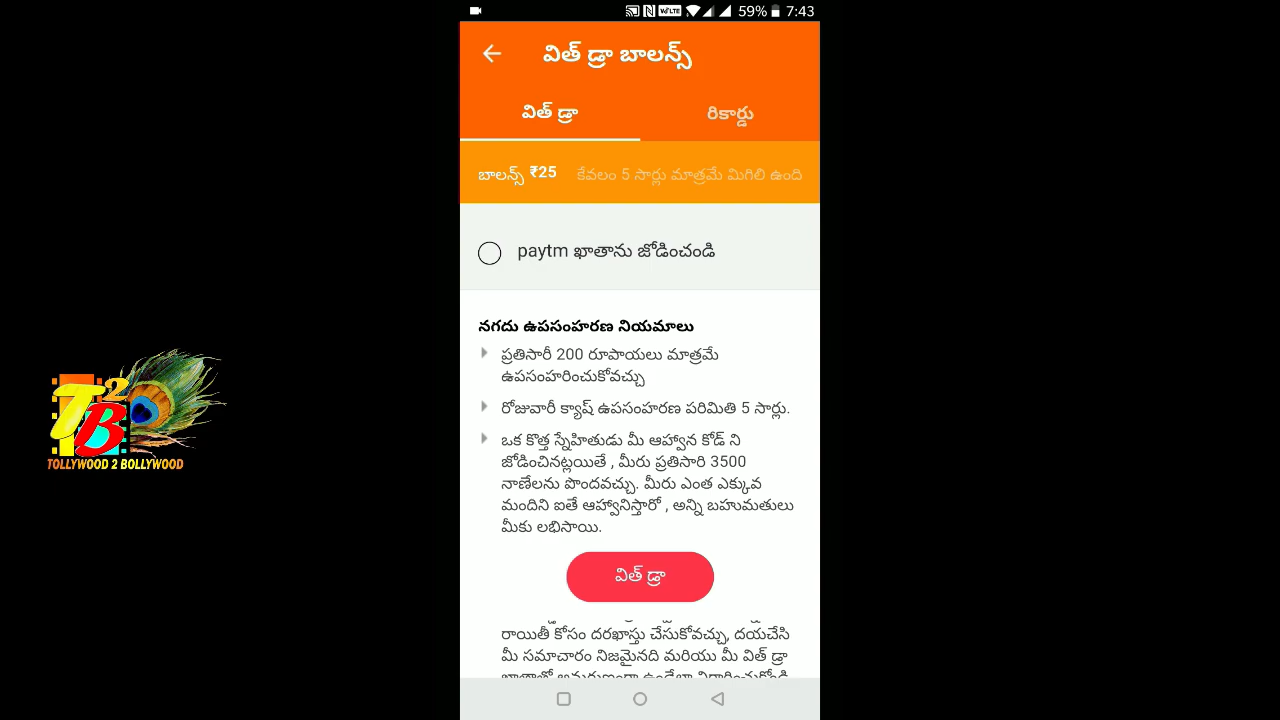 59% 7:43
విత్ డ్రా బాలన్స్
విత్ డ్రా
రికార్డు
బాలన్స్ ₹25 కేవలం 5 సార్లు మాత్రమే మిగిలి ఉంది
paytm ఖాతాను జోడించండి
నగదు ఉపసంహరణ నియమాలు
ప్రతిసారీ 200 రూపాయలు మాత్రమే
ఉపసంహరించుకోవచ్చు
రోజువారీ క్యాష్ ఉపసంహరణ పరిమితి 5 సార్లు.
ఒక కొత్త స్నేహితుడు మీ ఆహ్వాన కోడ్ ని
జోడించినట్లయితే , మీరు ప్రతిసారి 3500
నాణేలను పొందవచ్చు. మీరు ఎంత ఎక్కువ
మందిని ఐతే ఆహ్వానిస్తారో , అన్ని బహుమతులు
మీకు లభిసాయి.
విత్ డ్రా
రాయితీ కోసం దరఖాస్తు చేసుకోవచ్చు, దయచేసి
మీ సమాచారం నిజమైనది మరియు మీ విత్ డ్రా
T2B
TOLLYWOOD 2 BOLLYWOOD